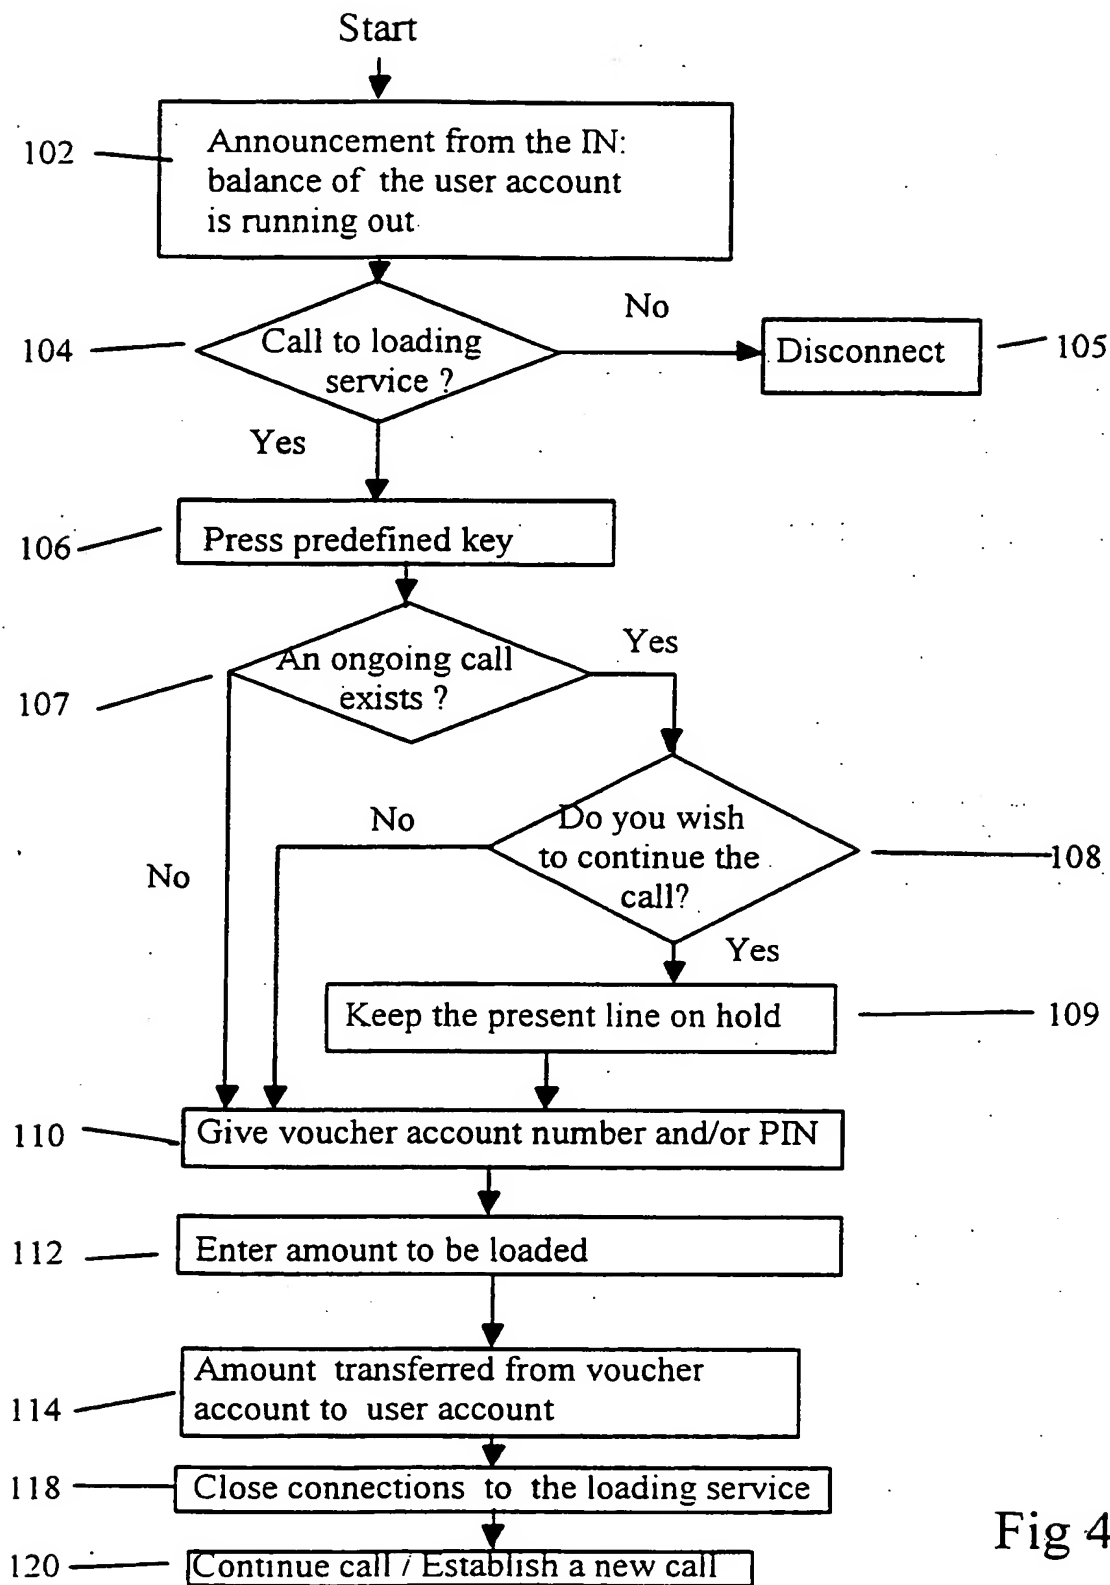 Start
102
Announcement from the IN:
balance of the user account
is running out
104
Call to loading
service ?
No
Disconnect
105
Yes
106
Press predefined key
107
An ongoing call
exists ?
Yes
No
Do you wish
to continue the
call?
108
No
Yes
Keep the present line on hold
109
110
Give voucher account number and/or PIN
112
Enter amount to be loaded
114
Amount transferred from voucher
account to user account
118
Close connections to the loading service
120
Continue call / Establish a new call
Fig 4